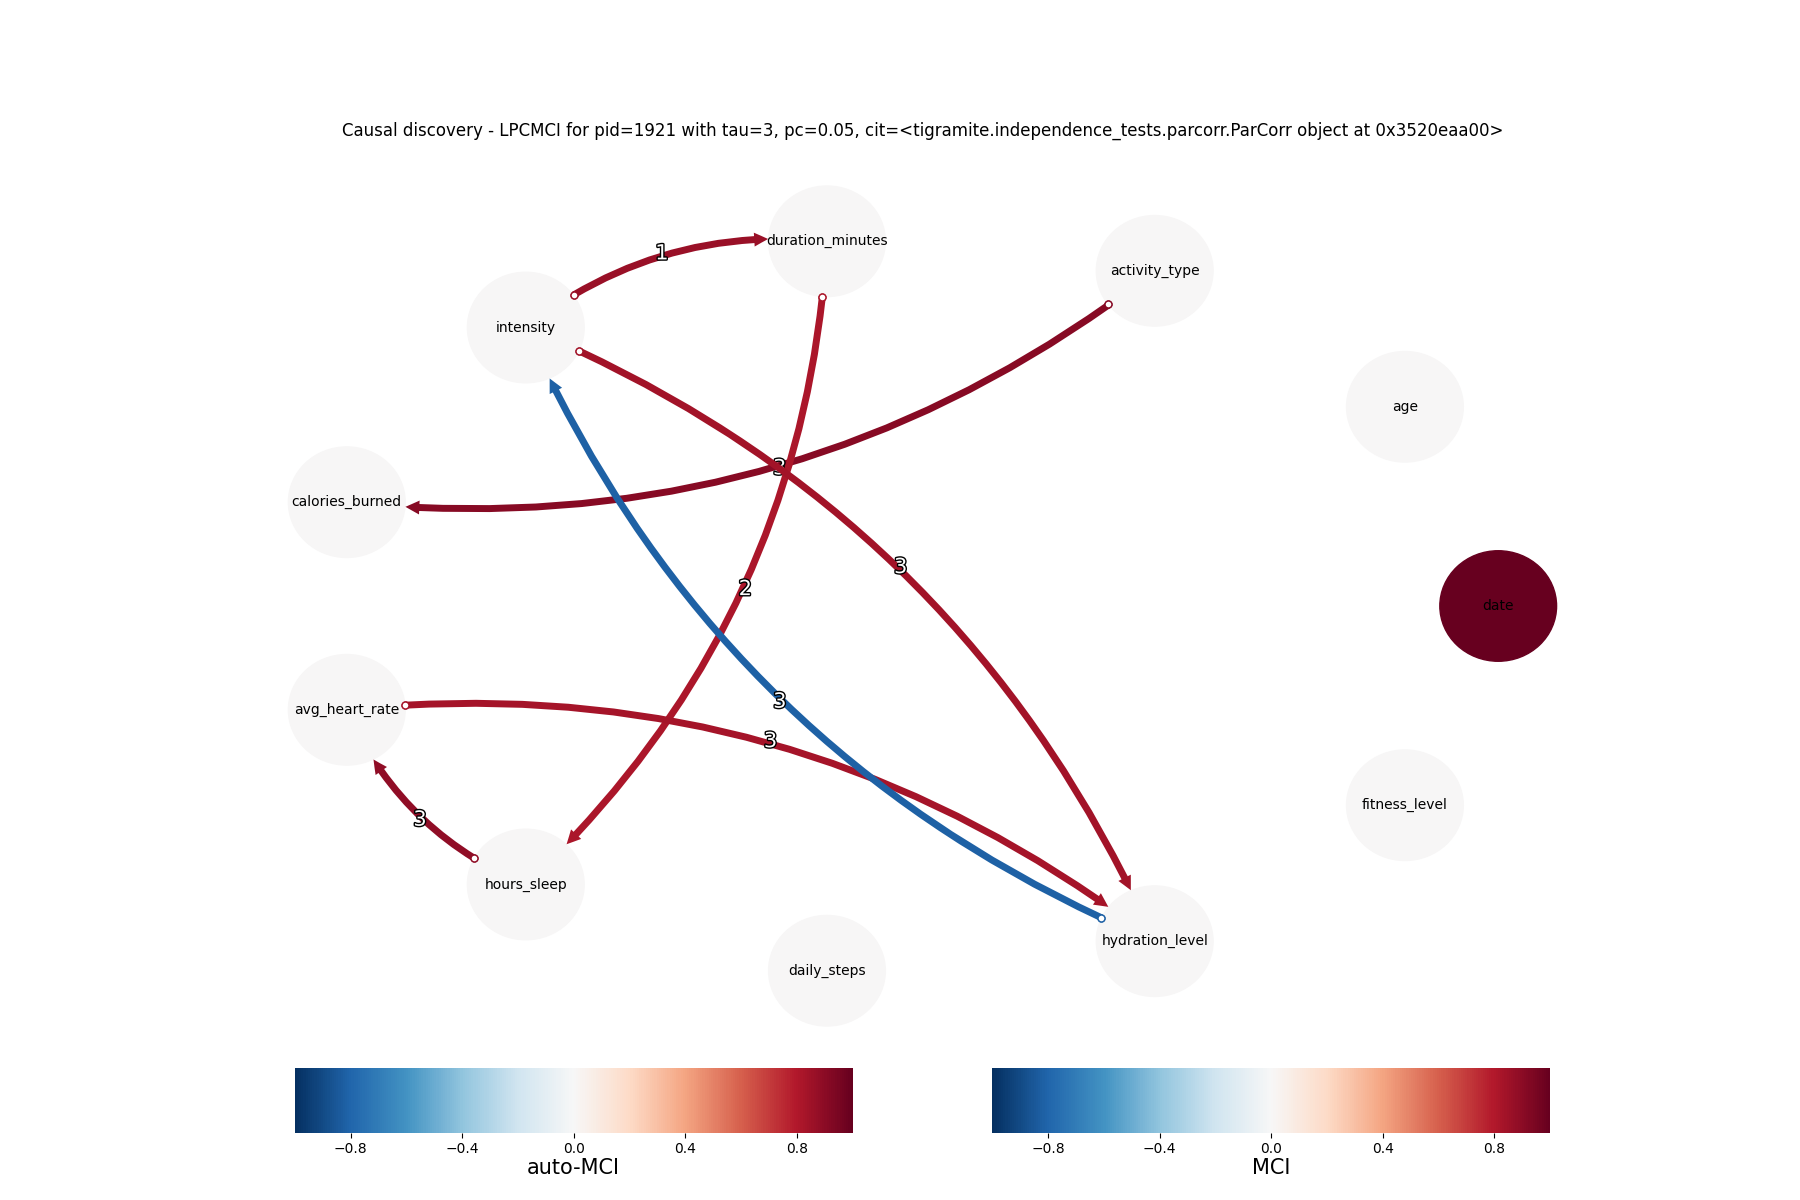 Causal discovery - LPCMCI for pid=1921 with tau=3, pc=0.05, cit=<tigramite.independence_tests.parcorr.ParCorr object at 0x3520eaa00>
duration_minutes
1
activity_type
intensity
age
3
calories_burned
3
2
date
3
avg_heart_rate
3
fitness_level
3
hours_sleep
hydration_level
daily_steps
−0.8 −0.4 0.0 0.4 0.8
auto-MCI
−0.8 −0.4 0.0 0.4 0.8
MCI